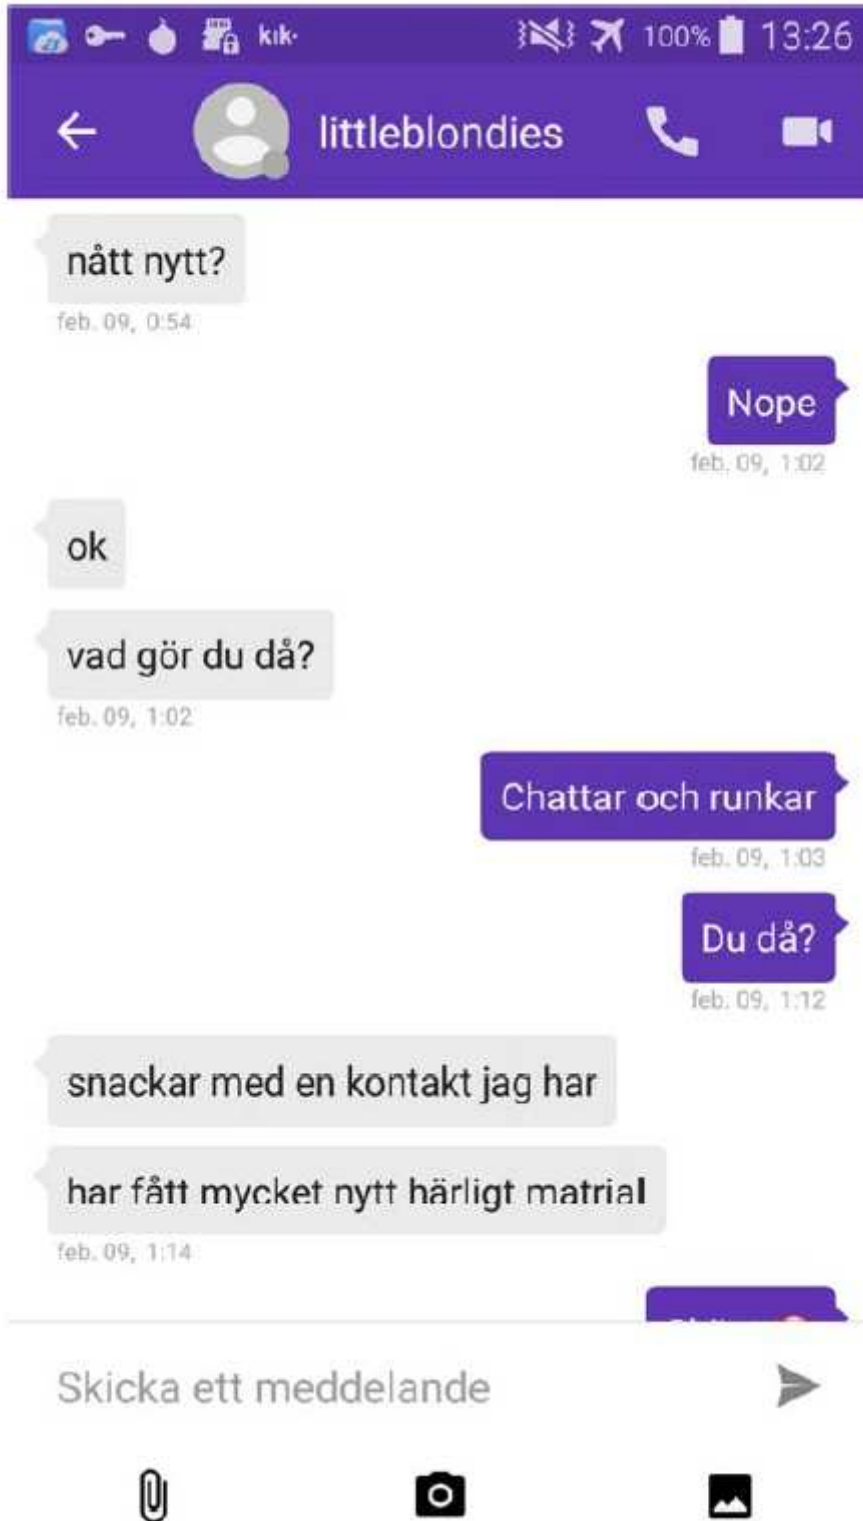 kik·
100%
13:26
littleblondies
nått nytt?
feb. 09, 0:54
Nope
feb. 09, 1:02
ok
vad gör du då?
feb. 09, 1:02
Chattar och runkar
feb. 09, 1:03
Du då?
feb. 09, 1:12
snackar med en kontakt jag har
har fått mycket nytt härligt matrial
feb. 09, 1:14
Skicka ett meddelande